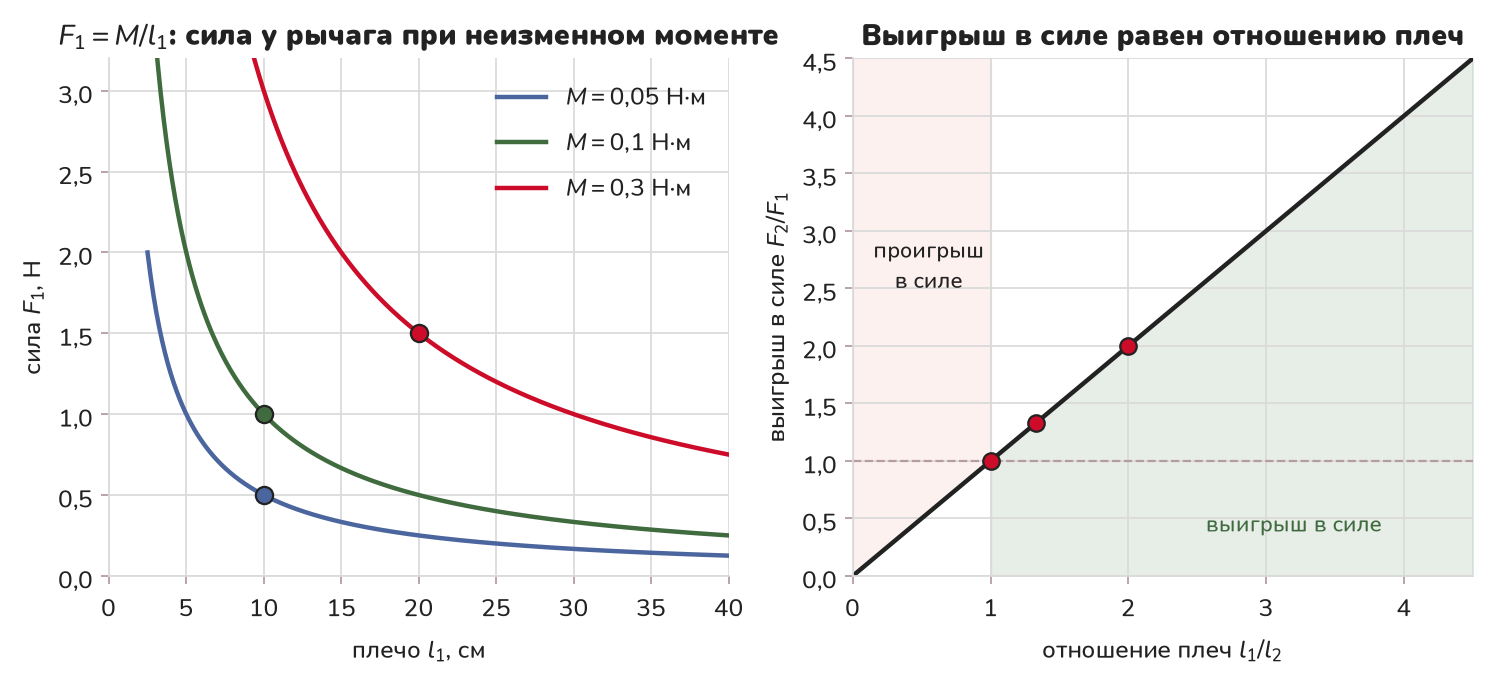 F₁ = M/l₁: сила у рычага при неизменном моменте
M = 0,05 Н·м
M = 0,1 Н·м
M = 0,3 Н·м
сила F₁, Н
3,0
2,5
2,0
1,5
1,0
0,5
0,0
0 5 10 15 20 25 30 35 40
плечо l₁, см
Выигрыш в силе равен отношению плеч
выигрыш в силе F₂/F₁
4,5
4,0
3,5
3,0
2,5
2,0
1,5
1,0
0,5
0,0
проигрыш
в силе
выигрыш в силе
0 1 2 3 4
отношение плеч l₁/l₂